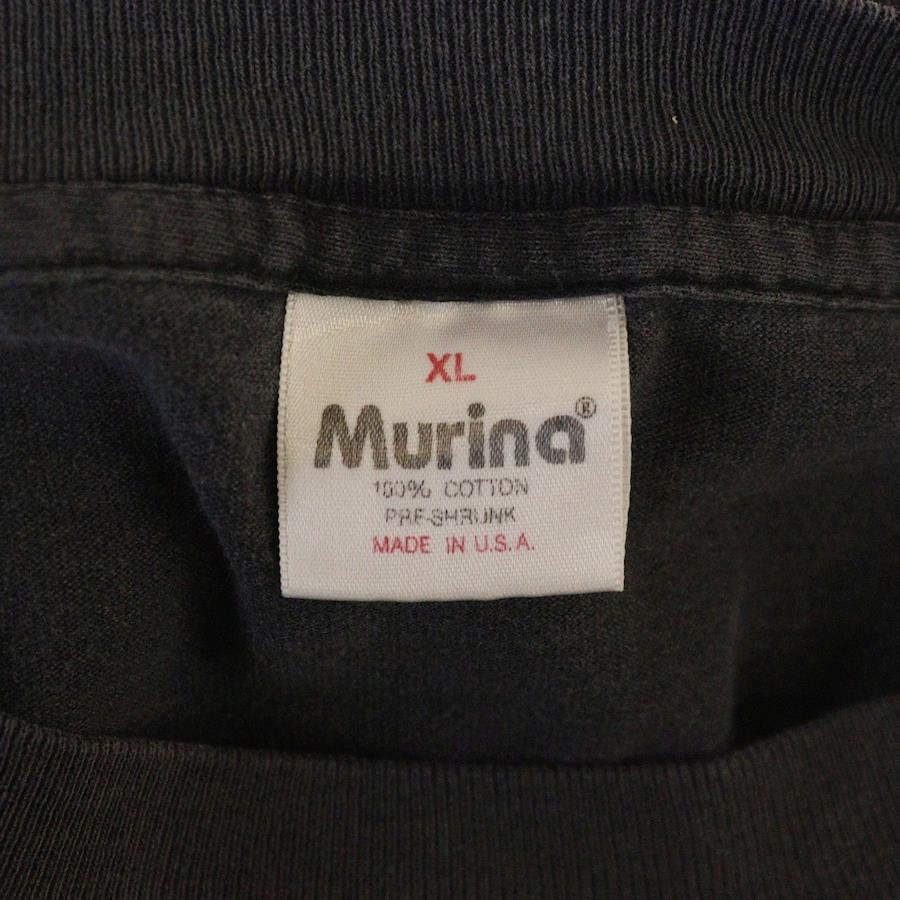 XL
Murina®
100% COTTON
PRE-SHRUNK
MADE IN U.S.A.